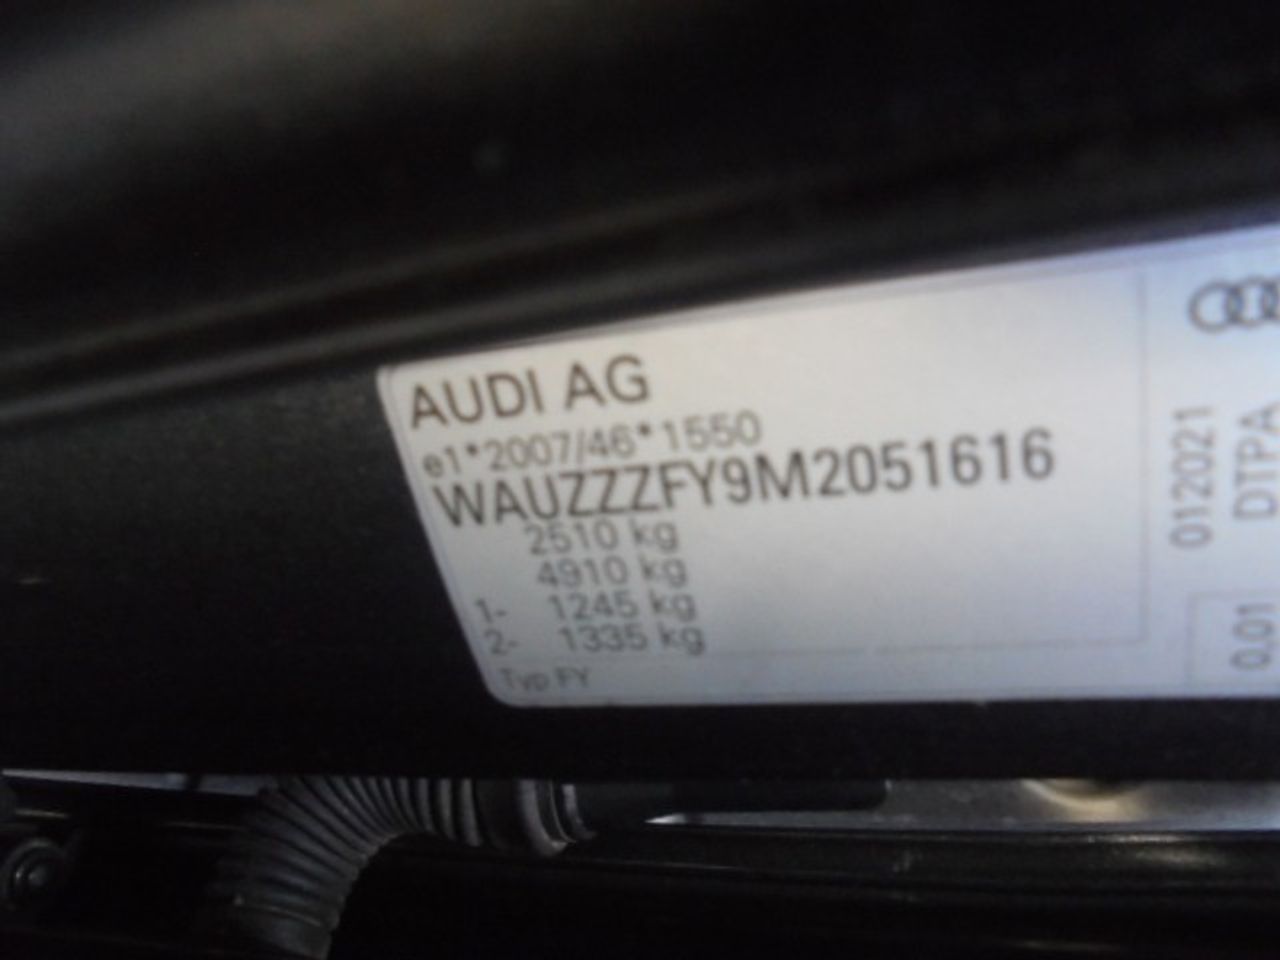 AUDI AG
e1*2007/46*1550
WAUZZZFY9M2051616
2510 kg
4910 kg
1- 1245 kg
2- 1335 kg
Typ FY
012021
DTPA
0,01